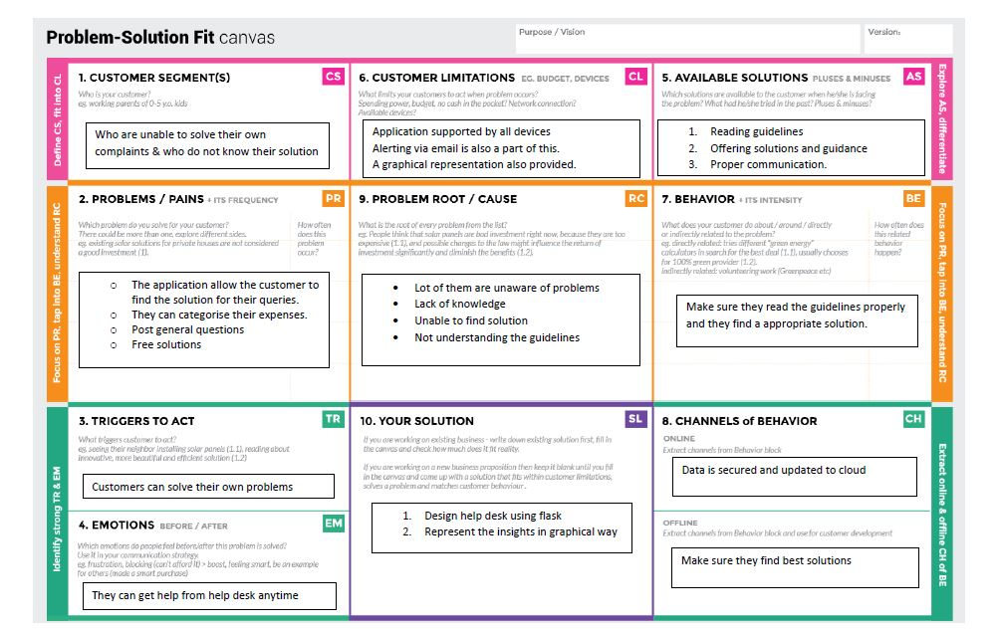 Problem-Solution Fit canvas
Purpose / Vision
Version:
Define CS, fit into CL
1. CUSTOMER SEGMENT(S)
CS
Who is your customer?
eg. working parents of 0-5 y.o. kids
Who are unable to solve their own
complaints & who do not know their solution
6. CUSTOMER LIMITATIONS EG. BUDGET, DEVICES
CL
What limits your customers to act when problem occurs?
Spending power, budget, no cash in the pocket? Network connection?
Available devices?
Application supported by all devices
Alerting via email is also a part of this.
A graphical representation also provided.
5. AVAILABLE SOLUTIONS PLUSES & MINUSES
AS
Which solutions are available to the customer when he/she is facing
the problem? What had he/she tried in the past? Pluses & minuses?
1. Reading guidelines
2. Offering solutions and guidance
3. Proper communication.
Explore AS, differentiate
Focus on PR, tap into BE, understand RC
2. PROBLEMS / PAINS + ITS FREQUENCY
PR
Which problem do you solve for your customer?
There could be more than one, explore different sides.
eg. existing solar solutions for private houses are not considered
a good investment (1).
How often
does this
problem
occur?
o The application allow the customer to
find the solution for their queries.
o They can categorise their expenses.
o Post general questions
o Free solutions
9. PROBLEM ROOT / CAUSE
RC
What is the root of every problem from the list?
eg. People think that solar panels are bad investment right now, because they are too
expensive (1.1), and possible changes to the law might influence the return of
investment significantly and diminish the benefits (1.2).
• Lot of them are unaware of problems
• Lack of knowledge
• Unable to find solution
• Not understanding the guidelines
7. BEHAVIOR + ITS INTENSITY
BE
What does your customer do about / around / directly
or indirectly related to the problem?
eg. directly related: tries different “green energy”
calculators in search for the best deal (1.1), usually chooses
for 100% green provider (1.2).
indirectly related: volunteering work (Greenpeace etc)
How often does
this related
behavior
happen?
Make sure they read the guidelines properly
and they find a appropriate solution.
Focus on PR, tap into BE, understand RC
Identify strong TR & EM
3. TRIGGERS TO ACT
TR
What triggers customer to act?
eg. seeing their neighbor installing solar panels (1.1), reading about
innovative, more beautiful and efficient solution (1.2)
Customers can solve their own problems
4. EMOTIONS BEFORE / AFTER
EM
Which emotions do people feel before/after this problem is solved?
Use it in your communication strategy.
eg. frustration, blocking (can't afford it) > boost, feeling smart, be an example
for others (made a smart purchase)
They can get help from help desk anytime
10. YOUR SOLUTION
SL
If you are working on existing business - write down existing solution first, fill in
the canvas and check how much does it fit reality.
If you are working on a new business proposition then keep it blank until you fill
in the canvas and come up with a solution that fits within customer limitations,
solves a problem and matches customer behaviour .
1. Design help desk using flask
2. Represent the insights in graphical way
8. CHANNELS of BEHAVIOR
CH
ONLINE
Extract channels from Behavior block
Data is secured and updated to cloud
OFFLINE
Extract channels from Behavior block and use for customer development
Make sure they find best solutions
Extract online & offline CH of BE